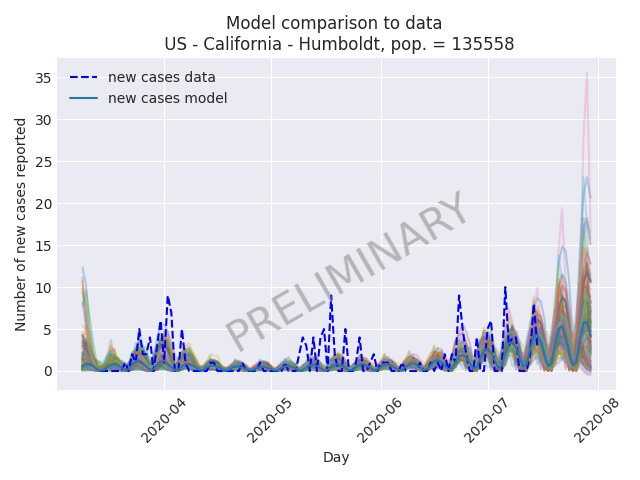 Model comparison to data
US - California - Humboldt, pop. = 135558
new cases data
new cases model
Number of new cases reported
35
30
25
20
15
10
5
0
PRELIMINARY
2020-04
2020-05
2020-06
2020-07
2020-08
Day